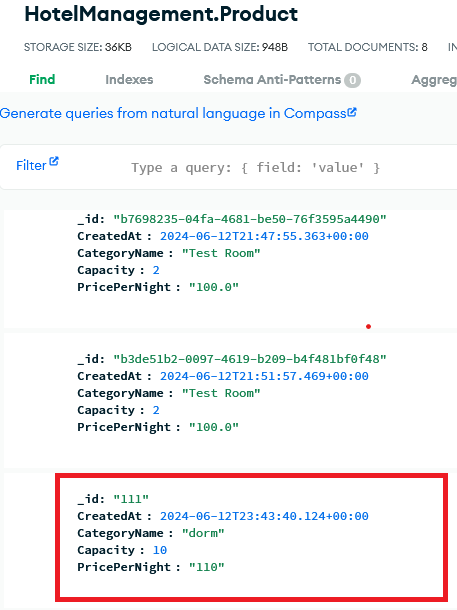 HotelManagement.Product
STORAGE SIZE: 36KB LOGICAL DATA SIZE: 948B TOTAL DOCUMENTS: 8
Find Indexes Schema Anti-Patterns 0 Aggreg
Generate queries from natural language in Compass
Filter Type a query: { field: 'value' }
_id: "b7698235-04fa-4681-be50-76f3595a4490"
CreatedAt : 2024-06-12T21:47:55.363+00:00
CategoryName : "Test Room"
Capacity : 2
PricePerNight : "100.0"
_id: "b3de51b2-0097-4619-b209-b4f481bf0f48"
CreatedAt : 2024-06-12T21:51:57.469+00:00
CategoryName : "Test Room"
Capacity : 2
PricePerNight : "100.0"
_id: "111"
CreatedAt : 2024-06-12T23:43:40.124+00:00
CategoryName : "dorm"
Capacity : 10
PricePerNight : "110"